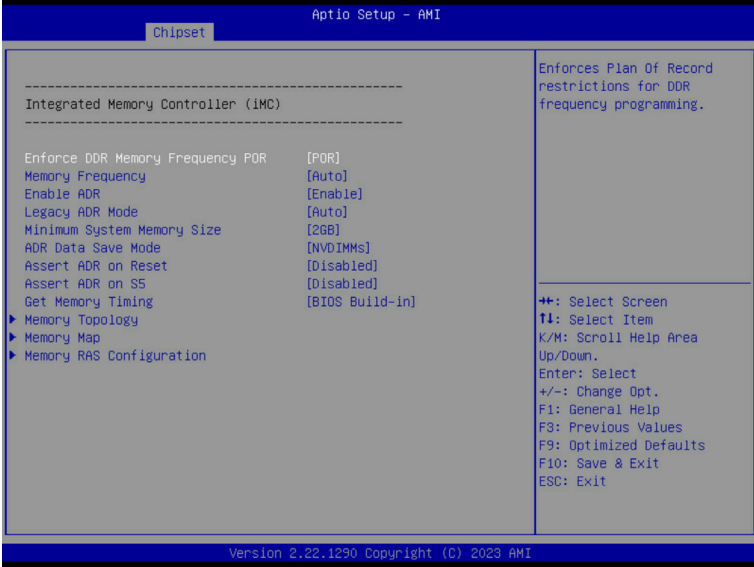 Aptio Setup - AMI
Chipset
--------------------------------------------------
Integrated Memory Controller (iMC)
--------------------------------------------------
Enforce DDR Memory Frequency POR [POR]
Memory Frequency [Auto]
Enable ADR [Enable]
Legacy ADR Mode [Auto]
Minimum System Memory Size [2GB]
ADR Data Save Mode [NVDIMMs]
Assert ADR on Reset [Disabled]
Assert ADR on S5 [Disabled]
Get Memory Timing [BIOS Build-in]
Memory Topology
Memory Map
Memory RAS Configuration
Enforces Plan Of Record
restrictions for DDR
frequency programming.
→←: Select Screen
↑↓: Select Item
K/M: Scroll Help Area
Up/Down.
Enter: Select
+/-: Change Opt.
F1: General Help
F3: Previous Values
F9: Optimized Defaults
F10: Save & Exit
ESC: Exit
Version 2.22.1290 Copyright (C) 2023 AMI